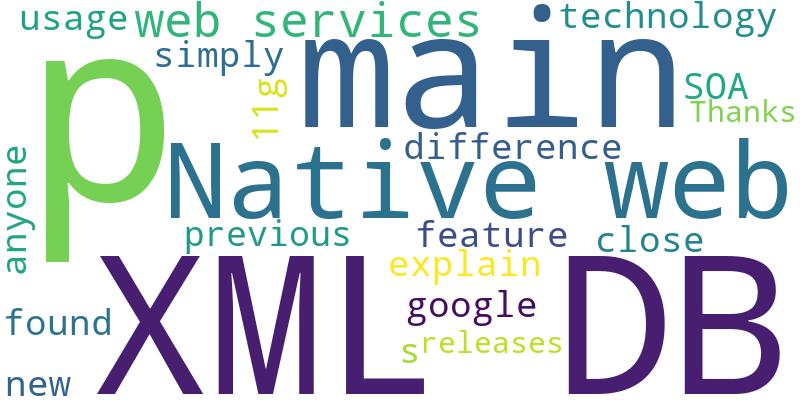 usage web services technology
simply main
p 11g SOA
Thanks
difference
Native web
anyone
previous feature close
explain
XML DB
found google
s releases
new